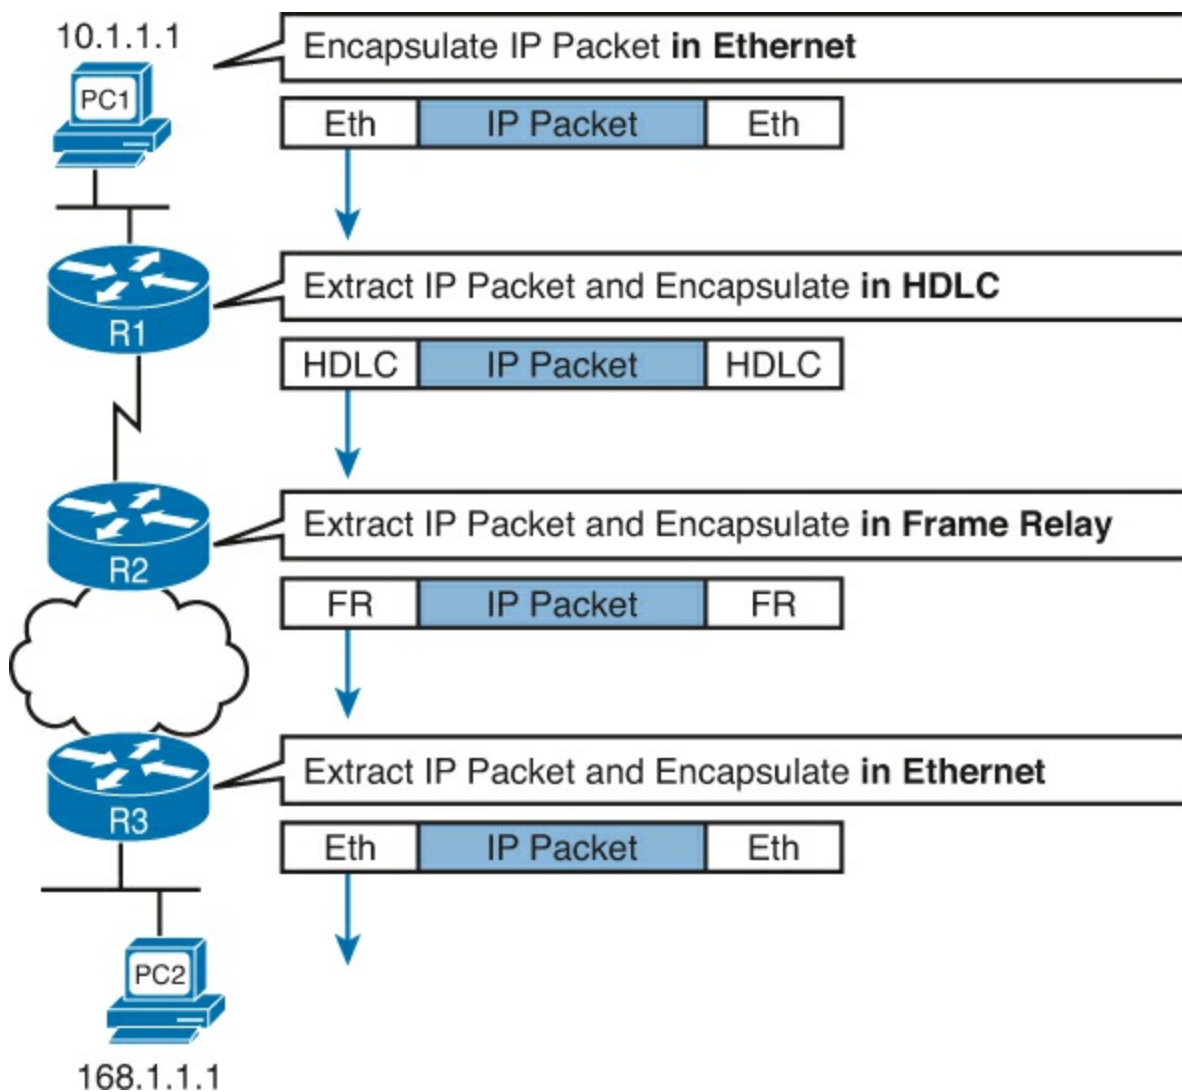 10.1.1.1
Encapsulate IP Packet in Ethernet
PC1
Eth IP Packet Eth
Extract IP Packet and Encapsulate in HDLC
R1
HDLC IP Packet HDLC
Extract IP Packet and Encapsulate in Frame Relay
R2
FR IP Packet FR
Extract IP Packet and Encapsulate in Ethernet
R3
Eth IP Packet Eth
PC2
168.1.1.1